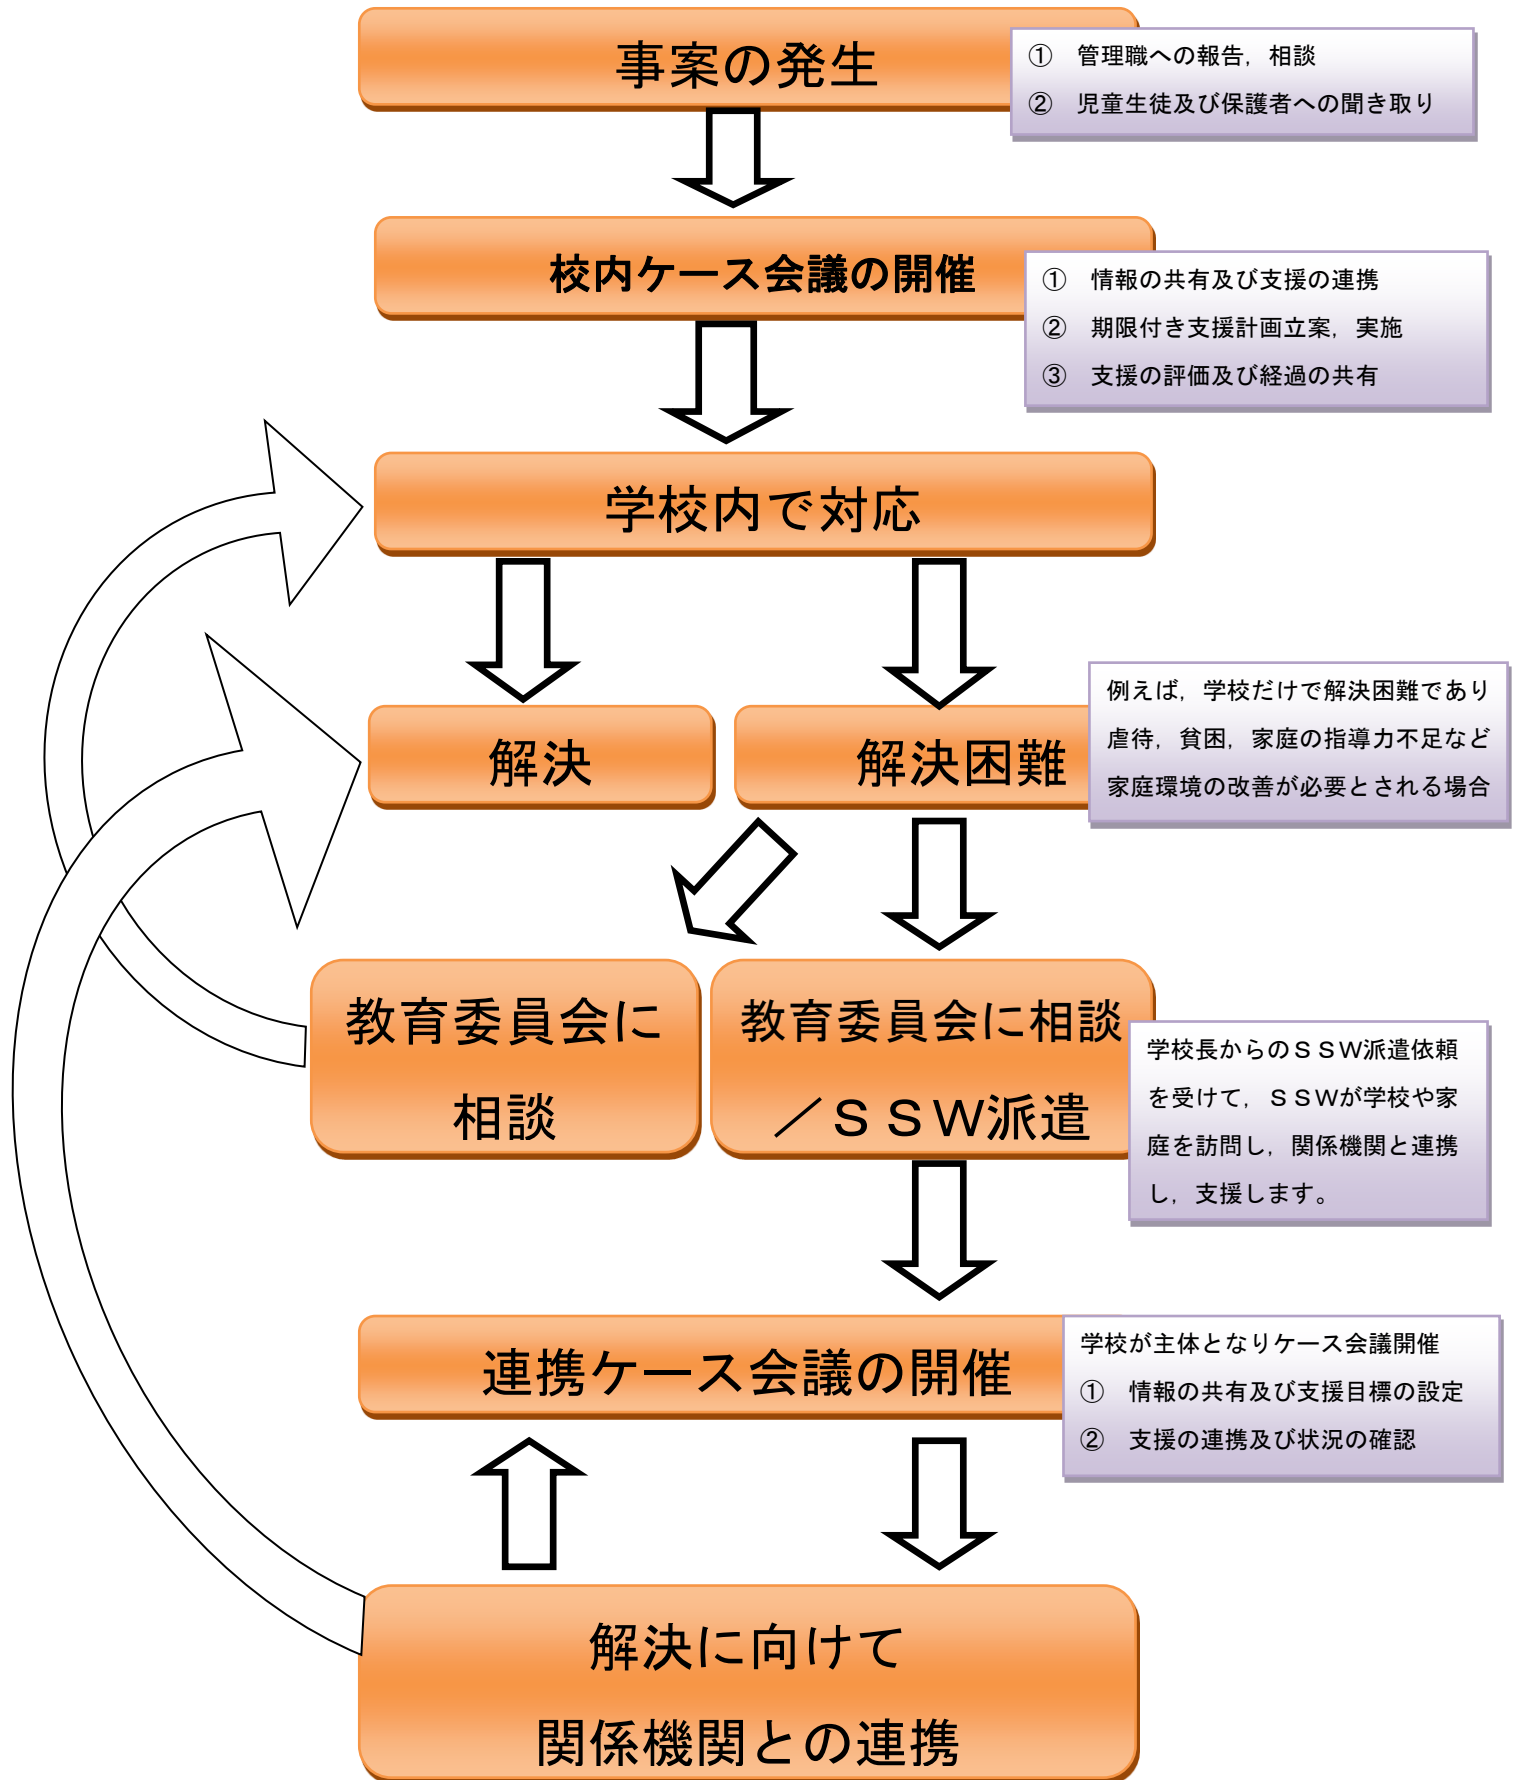 事案の発生
①　管理職への報告，相談
②　児童生徒及び保護者への聞き取り
校内ケース会議の開催
①　情報の共有及び支援の連携
②　期限付き支援計画立案，実施
③　支援の評価及び経過の共有
学校内で対応
解決
解決困難
例えば，学校だけで解決困難であり
虐待，貧困，家庭の指導力不足など
家庭環境の改善が必要とされる場合
教育委員会に
相談
教育委員会に相談
／ＳＳＷ派遣
学校長からのＳＳＷ派遣依頼
を受けて，ＳＳＷが学校や家
庭を訪問し，関係機関と連携
し，支援します。
連携ケース会議の開催
学校が主体となりケース会議開催
①　情報の共有及び支援目標の設定
②　支援の連携及び状況の確認
解決に向けて
関係機関との連携